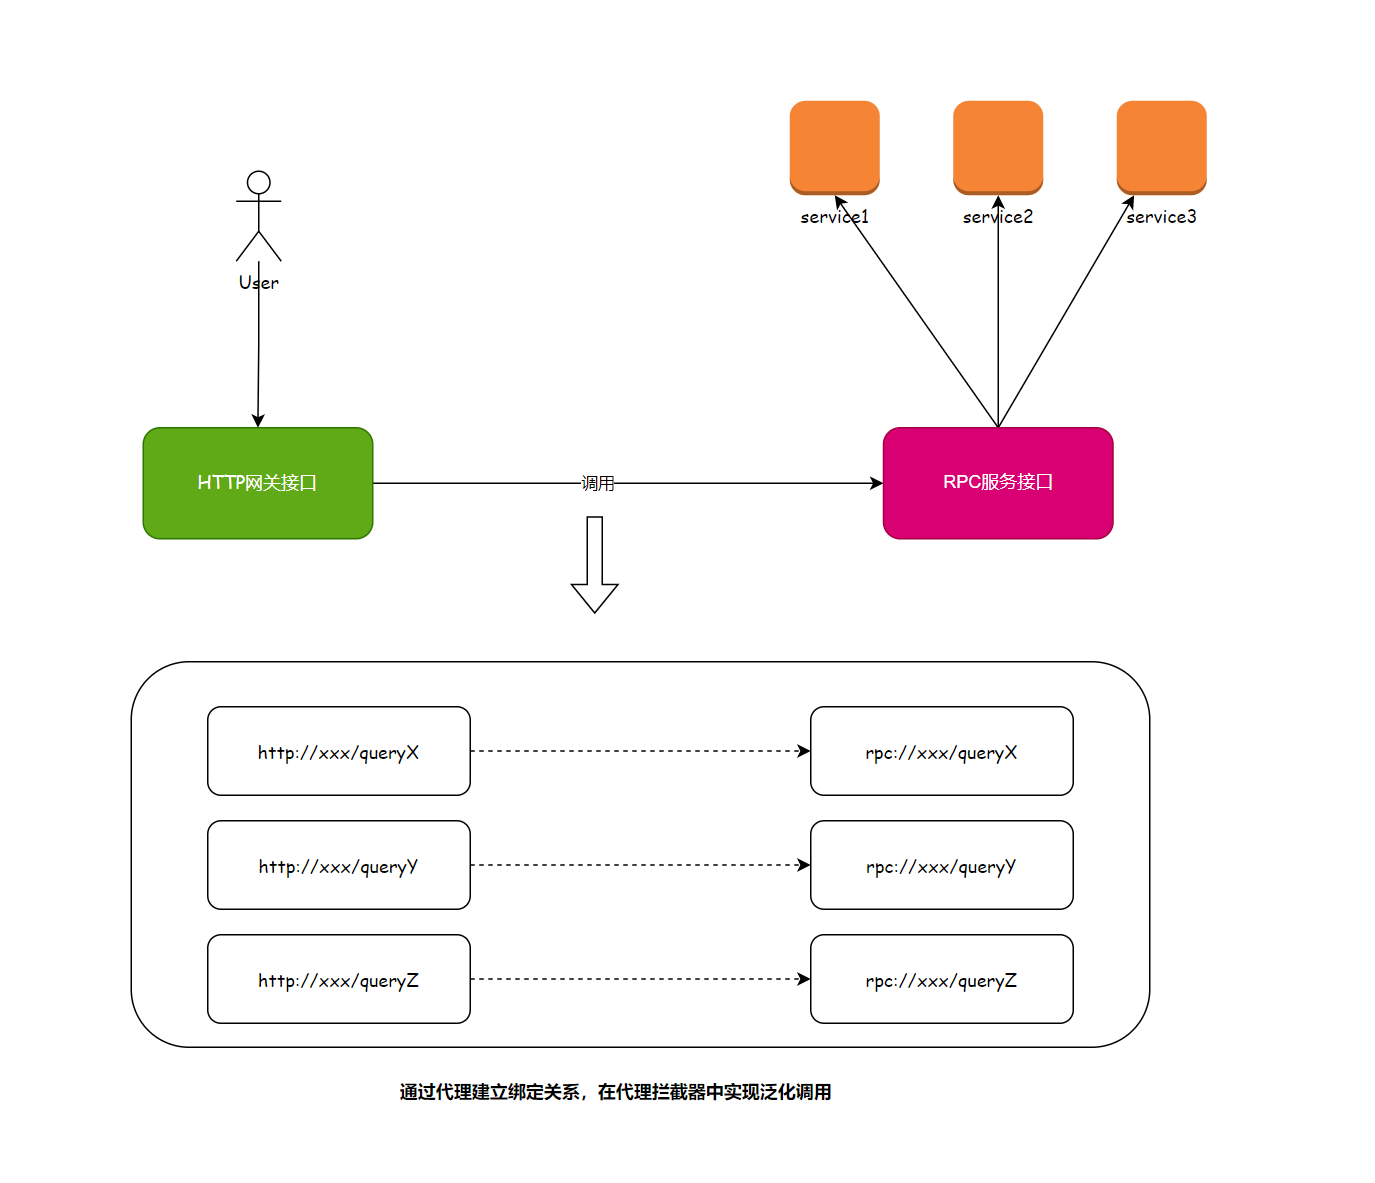 service1
service2
service3
User
HTTP网关接口
调用
RPC服务接口
http://xxx/queryX
rpc://xxx/queryX
http://xxx/queryY
rpc://xxx/queryY
http://xxx/queryZ
rpc://xxx/queryZ
通过代理建立绑定关系，在代理拦截器中实现泛化调用